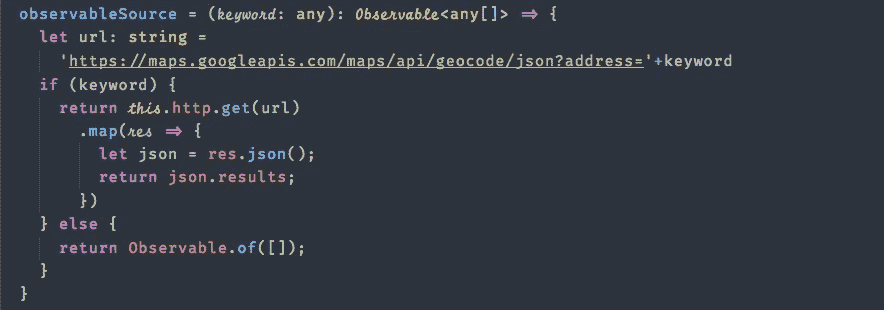 observableSource = (keyword: any): Observable<any[]> => {
  let url: string =
    'https://maps.googleapis.com/maps/api/geocode/json?address='+keyword
  if (keyword) {
    return this.http.get(url)
      .map(res => {
        let json = res.json();
        return json.results;
      })
  } else {
    return Observable.of([]);
  }
}